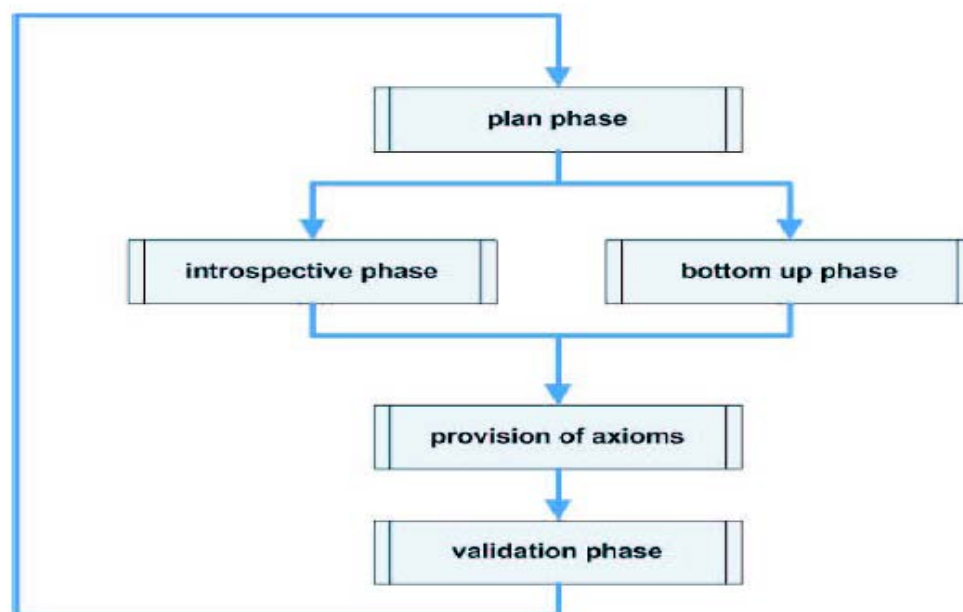 plan phase
introspective phase
bottom up phase
provision of axioms
validation phase